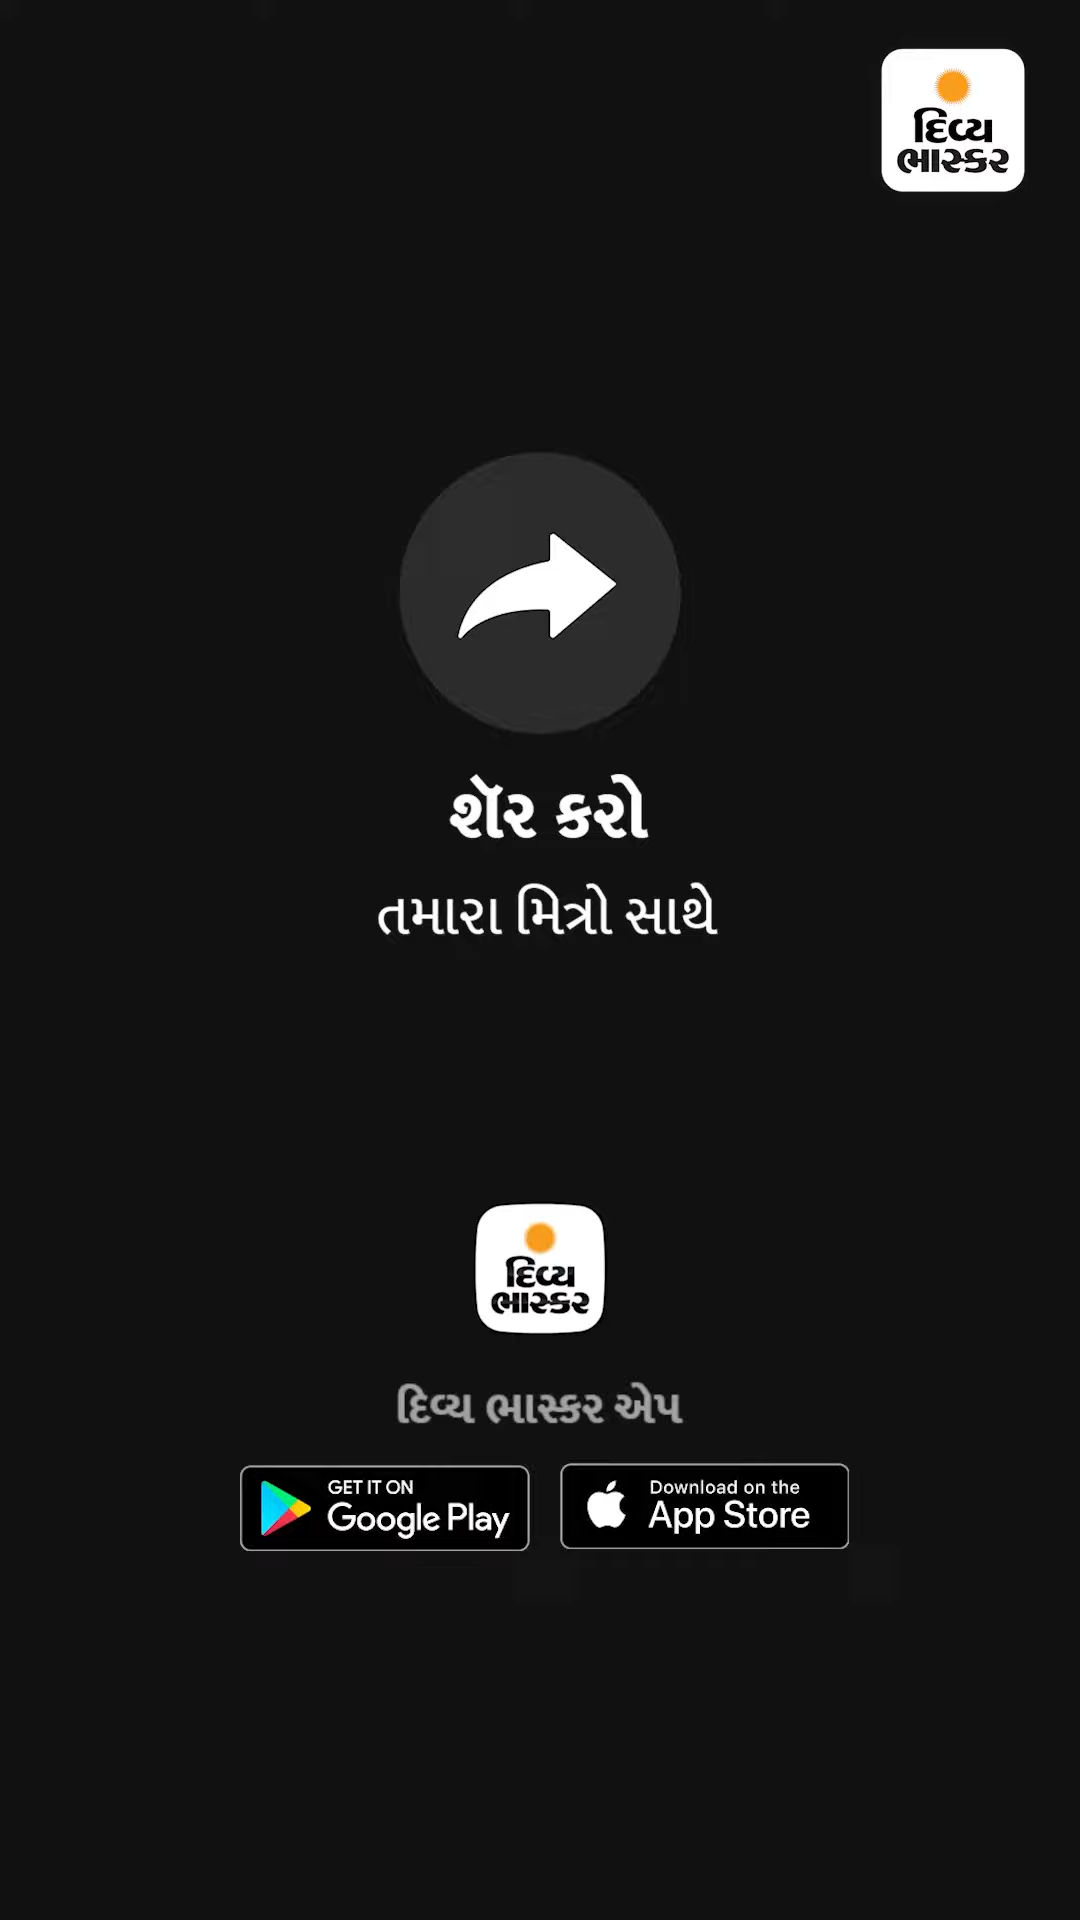 દિવ્ય
ભાસ્કર
શૅર કરો
તમારા મિત્રો સાથે
દિવ્ય
ભાસ્કર
દિવ્ય ભાસ્કર એપ
GET IT ON
Google Play
Download on the
App Store